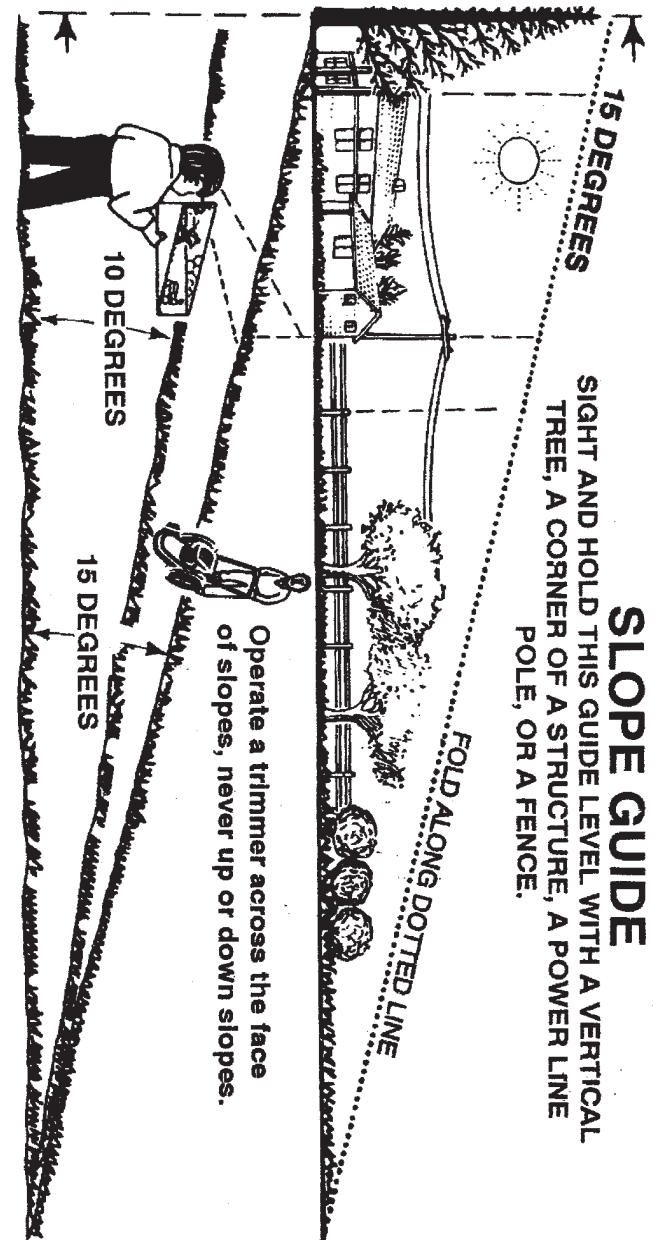 SLOPE GUIDE
SIGHT AND HOLD THIS GUIDE LEVEL WITH A VERTICAL
TREE, A CORNER OF A STRUCTURE, A POWER LINE
POLE, OR A FENCE.
15 DEGREES
FOLD ALONG DOTTED LINE
Operate a trimmer across the face
of slopes, never up or down slopes.
10 DEGREES
15 DEGREES